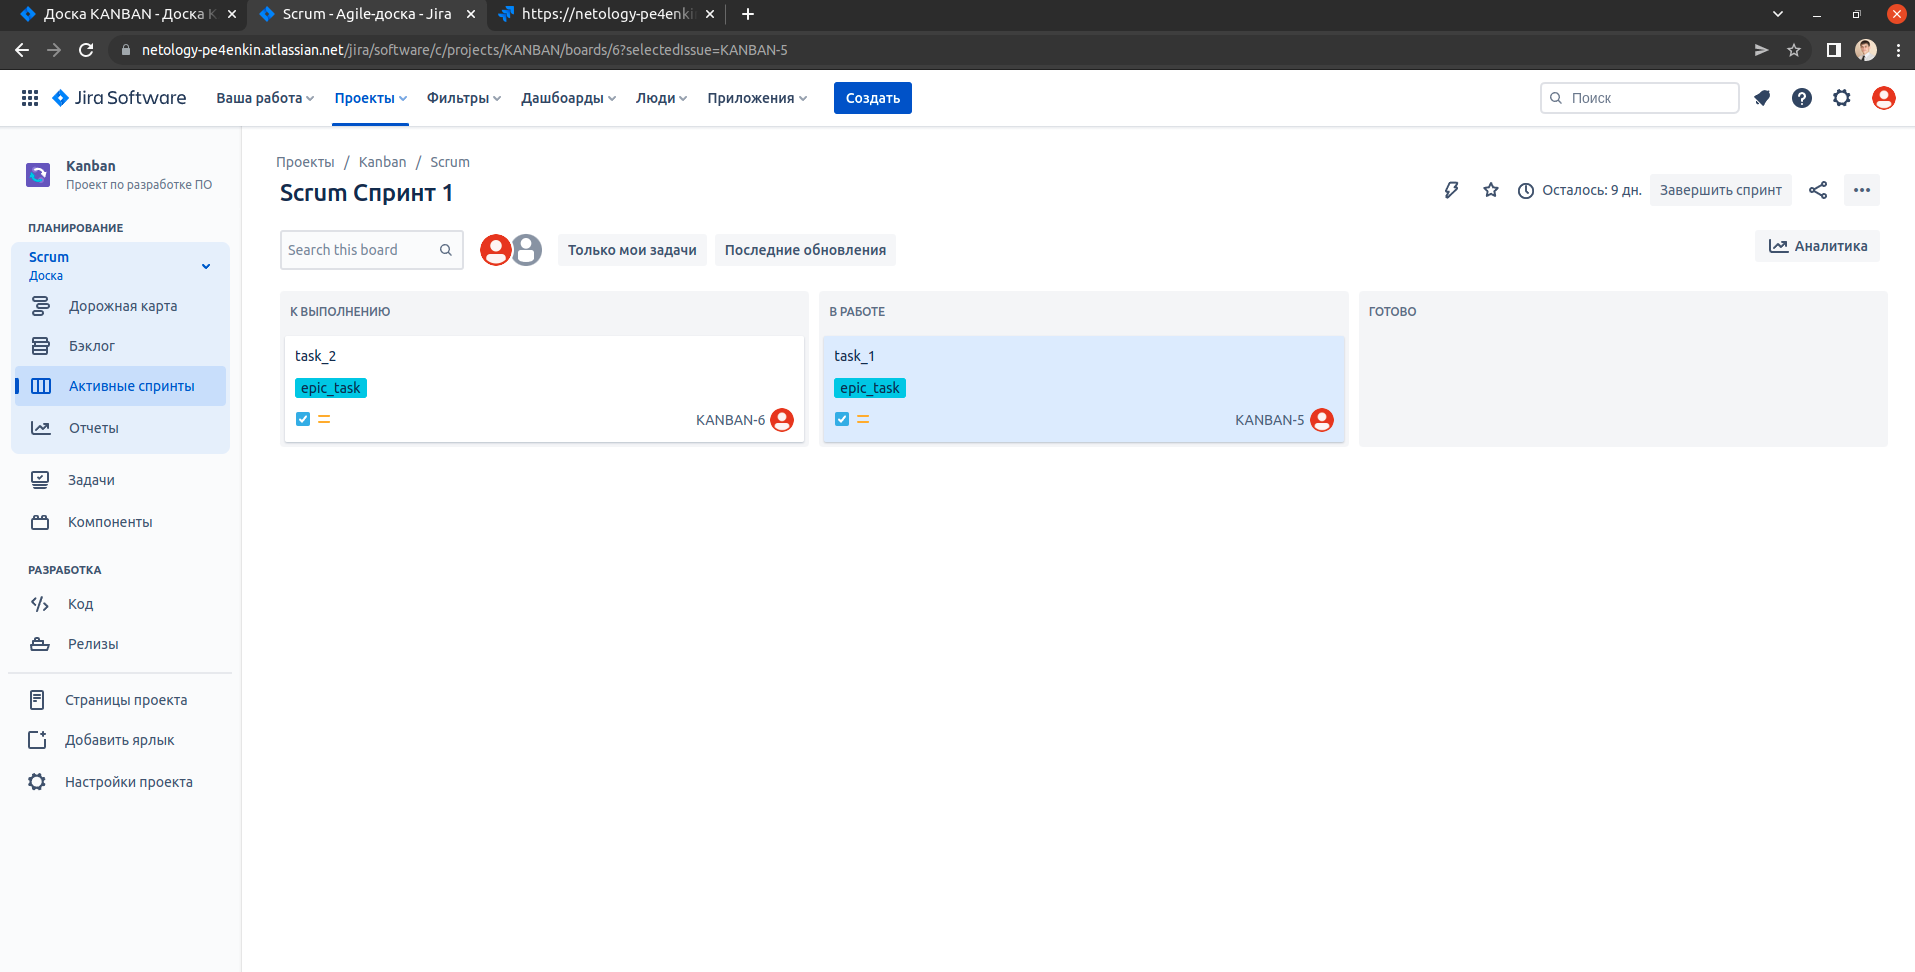 Доска KANBAN - Доска K
Scrum - Agile-доска - Jira
https://netology-pe4enki
netology-pe4enkin.atlassian.net/jira/software/c/projects/KANBAN/boards/6?selectedIssue=KANBAN-5
Jira Software
Ваша работа
Проекты
Фильтры
Дашборды
Люди
Приложения
Создать
Поиск
Kanban
Проект по разработке ПО
ПЛАНИРОВАНИЕ
Scrum
Доска
Дорожная карта
Бэклог
Активные спринты
Отчеты
Задачи
Компоненты
РАЗРАБОТКА
Код
Релизы
Страницы проекта
Добавить ярлык
Настройки проекта
Проекты / Kanban / Scrum
Scrum Спринт 1
Осталось: 9 дн.
Завершить спринт
Search this board
Только мои задачи
Последние обновления
Аналитика
К ВЫПОЛНЕНИЮ
task_2
epic_task
KANBAN-6
В РАБОТЕ
task_1
epic_task
KANBAN-5
ГОТОВО